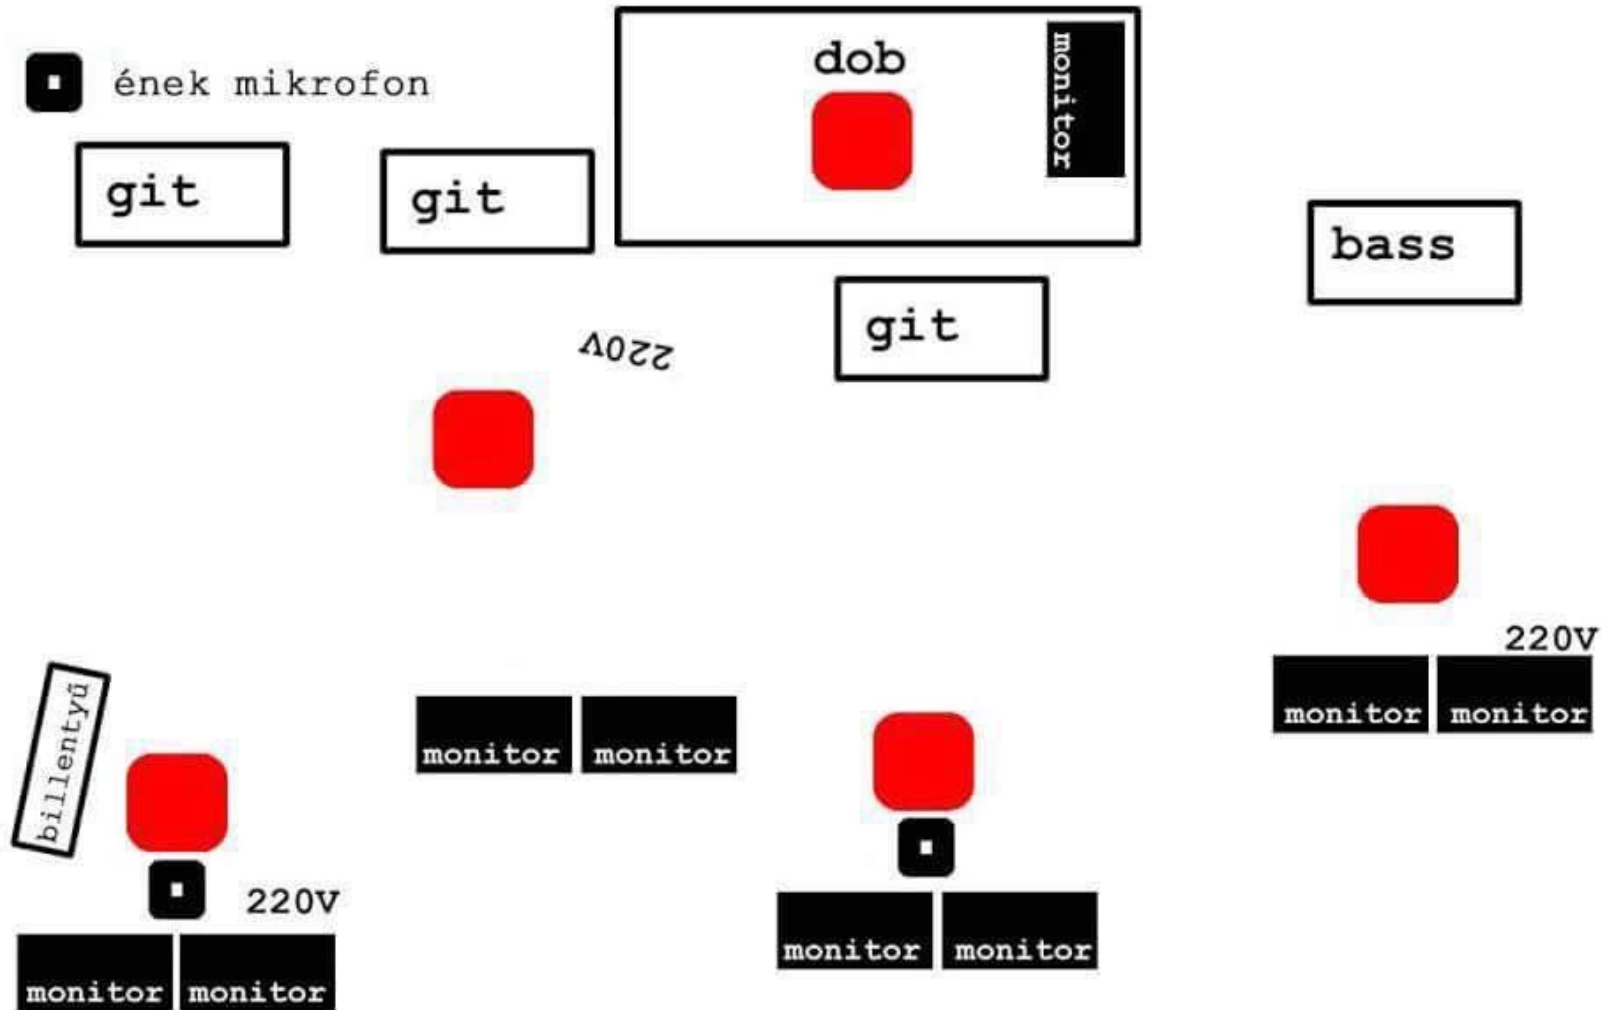 ének mikrofon
dob
monitor
git
git
bass
git
220V
220V
billentyű
monitor
monitor
monitor
monitor
220V
monitor
monitor
monitor
monitor